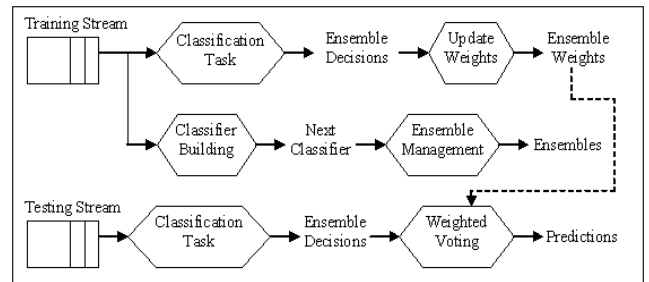 Training Stream
Classification
Task
Ensemble
Decisions
Update
Weights
Ensemble
Weights
Classifier
Building
Next
Classifier
Ensemble
Management
Ensembles
Testing Stream
Classification
Task
Ensemble
Decisions
Weighted
Voting
Predictions